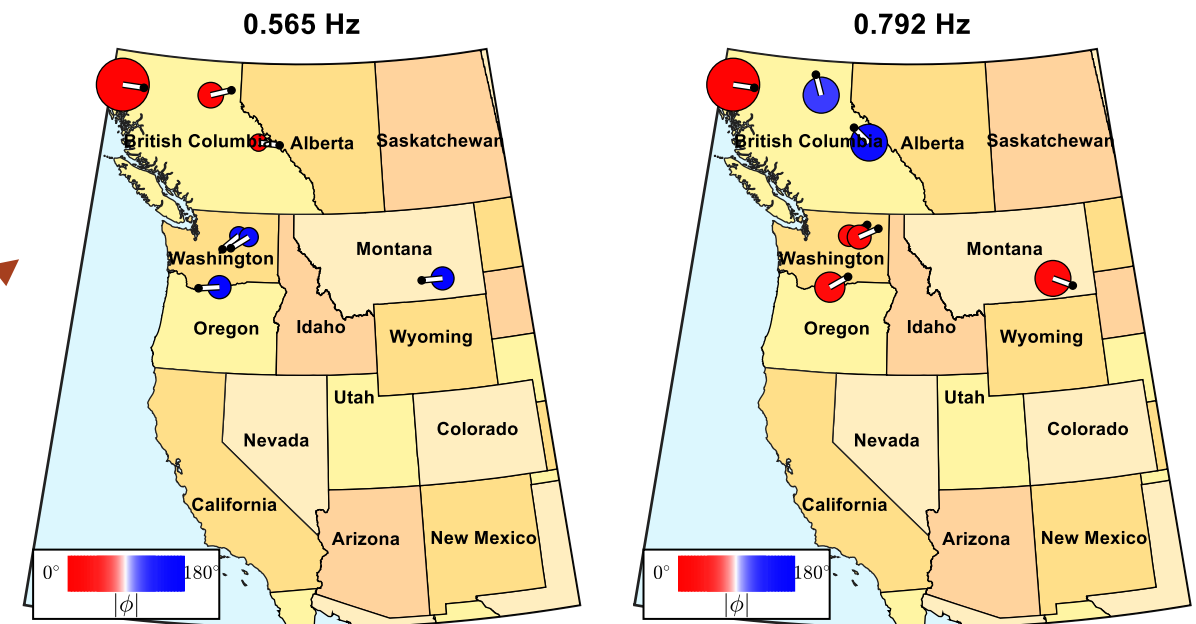 0.565 Hz
British Columbia
Alberta
Saskatchewan
Washington
Montana
Oregon
Idaho
Wyoming
Utah
Nevada
Colorado
California
Arizona
New Mexico
0°
180°
|ϕ|
0.792 Hz
British Columbia
Alberta
Saskatchewan
Washington
Montana
Oregon
Idaho
Wyoming
Utah
Nevada
Colorado
California
Arizona
New Mexico
0°
180°
|ϕ|